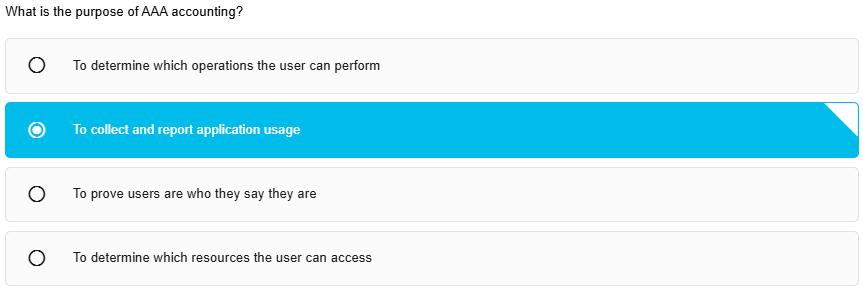 What is the purpose of AAA accounting?
To determine which operations the user can perform
To collect and report application usage
To prove users are who they say they are
To determine which resources the user can access